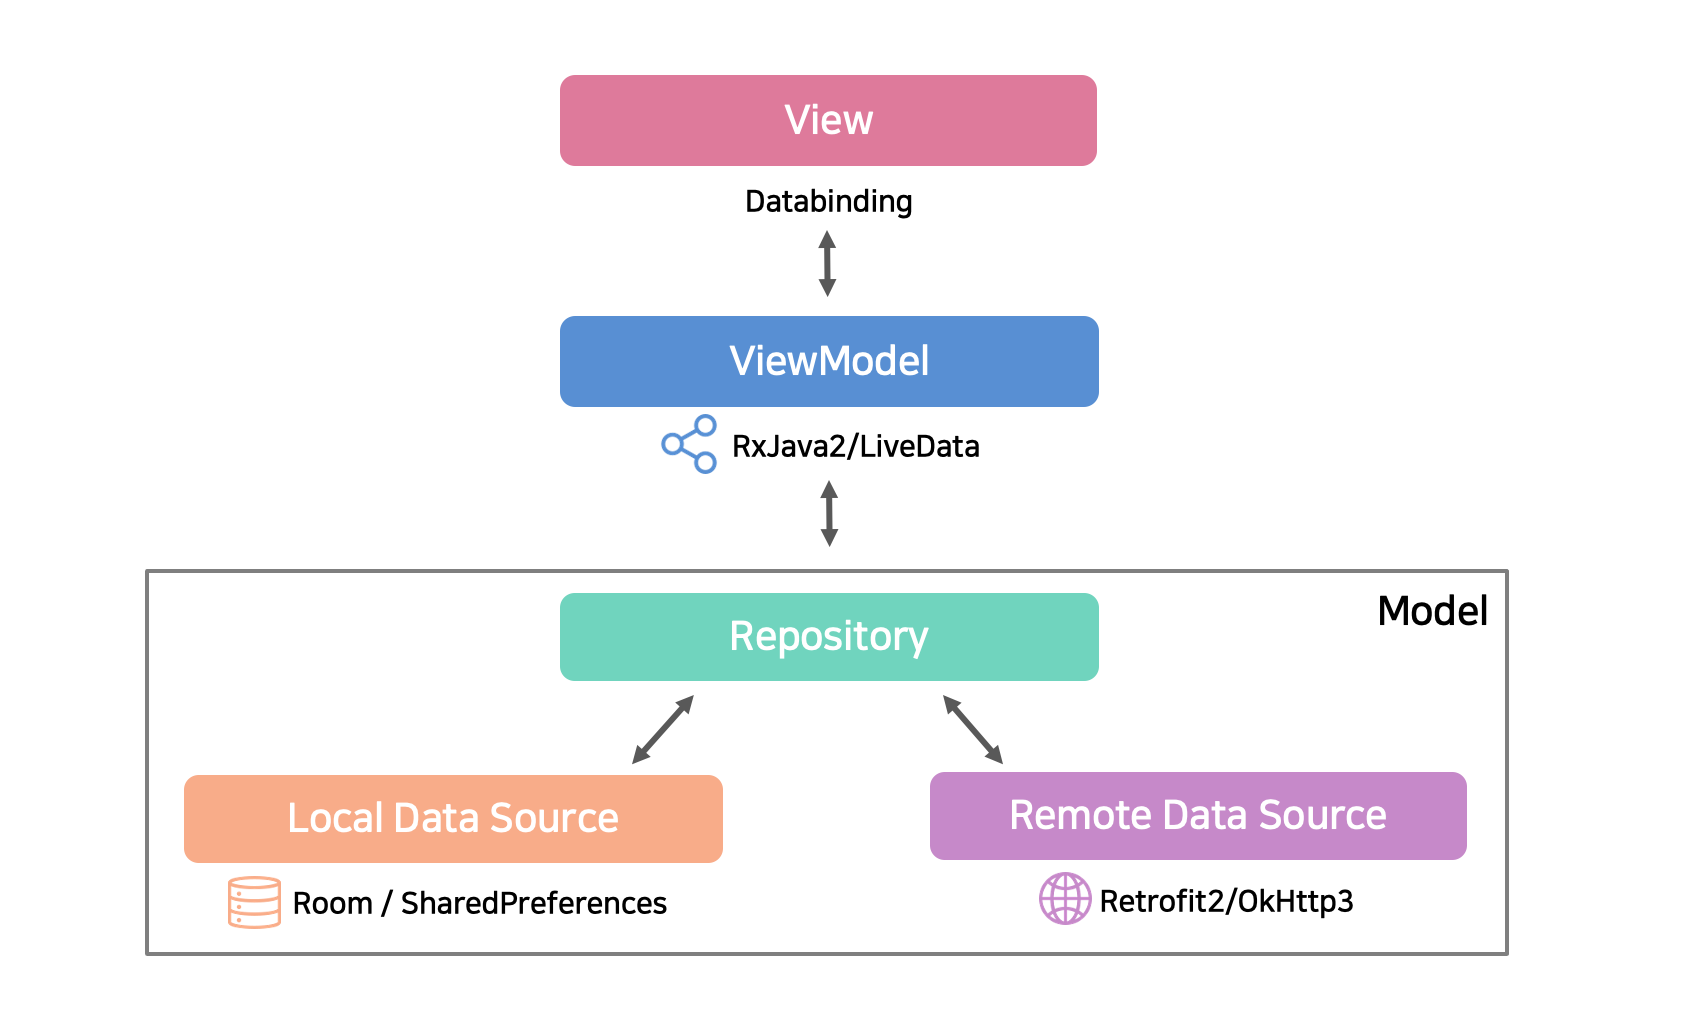 View
Databinding
ViewModel
RxJava2/LiveData
Model
Repository
Local Data Source
Remote Data Source
Room / SharedPreferences
Retrofit2/OkHttp3